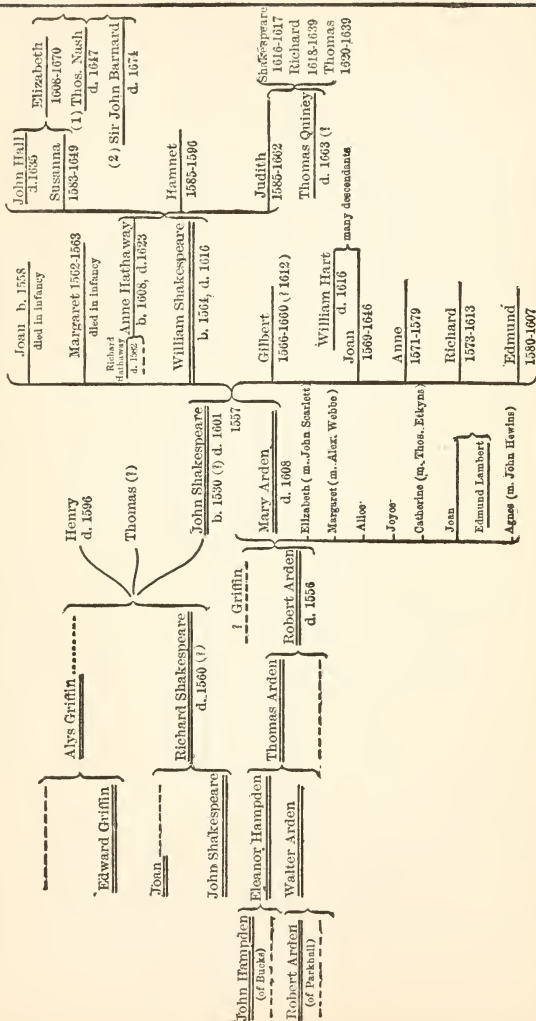 John Hampden
(of Bucks)
Robert Arden
(of Parkhall)
Edward Griffin
Joan
John Shakespeare
Eleanor Hampden
Walter Arden
Alys Griffin
Richard Shakespeare
d. 1560 (?)
Thomas Arden
? Griffin
Robert Arden
d. 1556
Henry
d. 1596
Thomas (?)
John Shakespeare
b. 1530 (?) d. 1601
1557
Mary Arden
d. 1608
Elizabeth (m. John Scarlett)
Margaret (m. Alex. Webbe)
Alice
Joyce
Catherine (m. Thos. Etkyns)
Joan
Edmund Lambert
Agnes (m. John Hewins)
Joan b. 1558
died in infancy
Margaret 1562-1563
died in infancy
Richard
Hathaway
d. 1582
Anne Hathaway
b. 1608, d. 1623
William Shakespeare
b. 1564, d. 1616
Gilbert
1566-1660 (? 1612)
William Hart
d. 1616
Joan
1569-1646
many descendants
Anne
1571-1579
Richard
1573-1613
Edmund
1580-1607
John Hall
d. 1635
Susanna
1583-1649
Hamnet
1585-1596
Judith
1585-1662
Thomas Quiney
d. 1663 (?
Elizabeth
1608-1670
(1) Thos. Nash
d. 1647
(2) Sir John Barnard
d. 1674
Shakespeare
1616-1617
Richard
1618-1639
Thomas
1620-1639